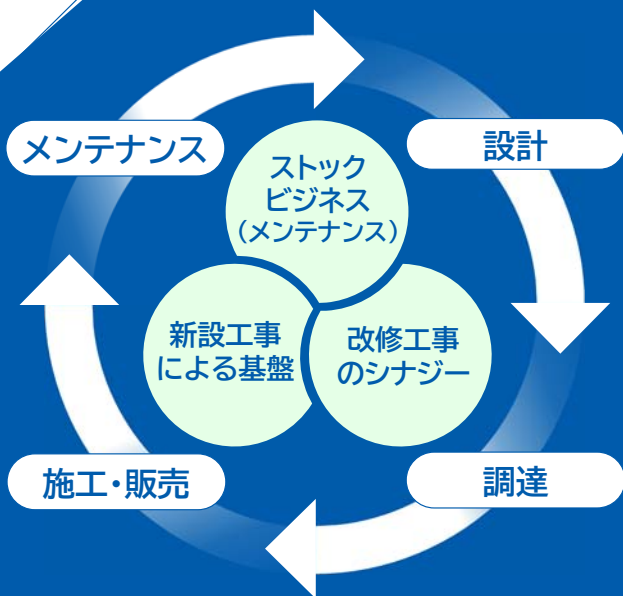 メンテナンス
設計
ストック
ビジネス
(メンテナンス)
新設工事
による基盤
改修工事
のシナジー
施工・販売
調達